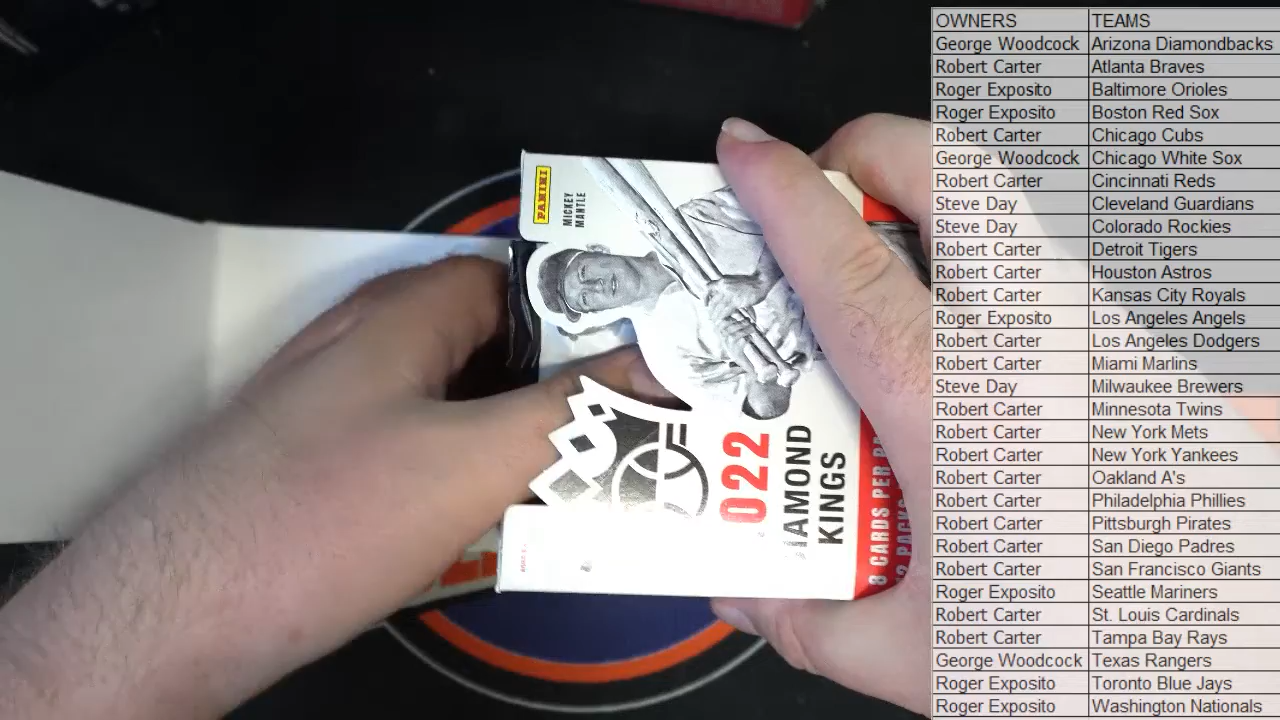 OWNERS TEAMS
George Woodcock Arizona Diamondbacks
Robert Carter Atlanta Braves
Roger Exposito Baltimore Orioles
Roger Exposito Boston Red Sox
Robert Carter Chicago Cubs
George Woodcock Chicago White Sox
Robert Carter Cincinnati Reds
Steve Day Cleveland Guardians
Steve Day Colorado Rockies
Robert Carter Detroit Tigers
Robert Carter Houston Astros
Robert Carter Kansas City Royals
Roger Exposito Los Angeles Angels
Robert Carter Los Angeles Dodgers
Robert Carter Miami Marlins
Steve Day Milwaukee Brewers
Robert Carter Minnesota Twins
Robert Carter New York Mets
Robert Carter New York Yankees
Robert Carter Oakland A's
Robert Carter Philadelphia Phillies
Robert Carter Pittsburgh Pirates
Robert Carter San Diego Padres
Robert Carter San Francisco Giants
Roger Exposito Seattle Mariners
Robert Carter St. Louis Cardinals
Robert Carter Tampa Bay Rays
George Woodcock Texas Rangers
Roger Exposito Toronto Blue Jays
Roger Exposito Washington Nationals
PANINI
MICKEY
MANTLE
022
IAMOND
KINGS
8 CARDS PER PA
12 PACKS